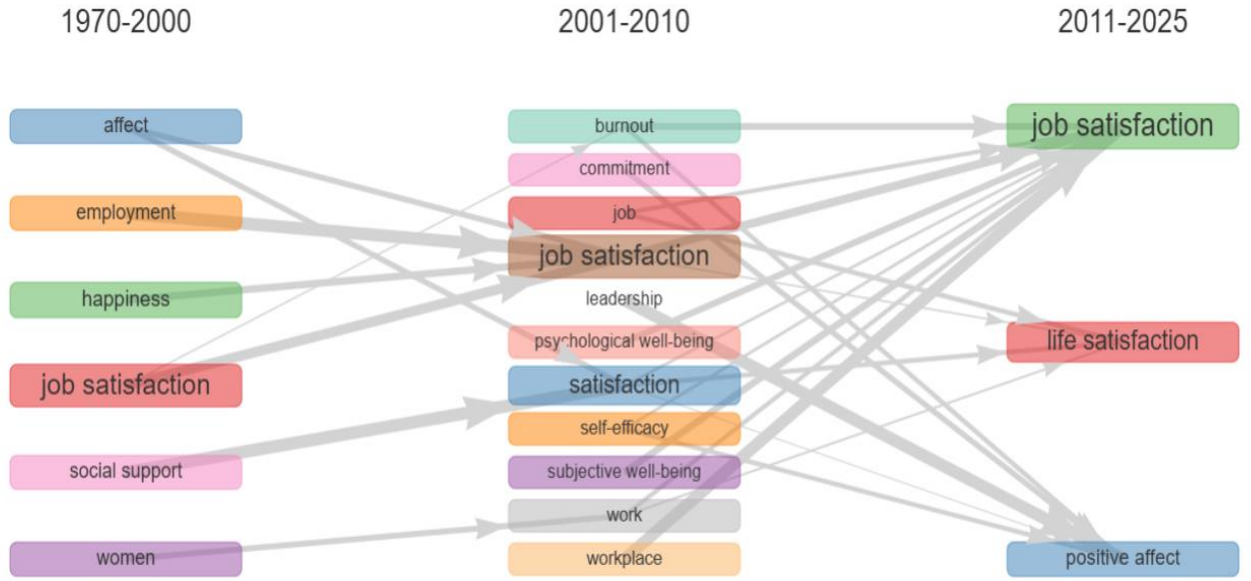 1970-2000
2001-2010
2011-2025
affect
employment
happiness
job satisfaction
social support
women
burnout
commitment
job
job satisfaction
leadership
psychological well-being
satisfaction
self-efficacy
subjective well-being
work
workplace
job satisfaction
life satisfaction
positive affect